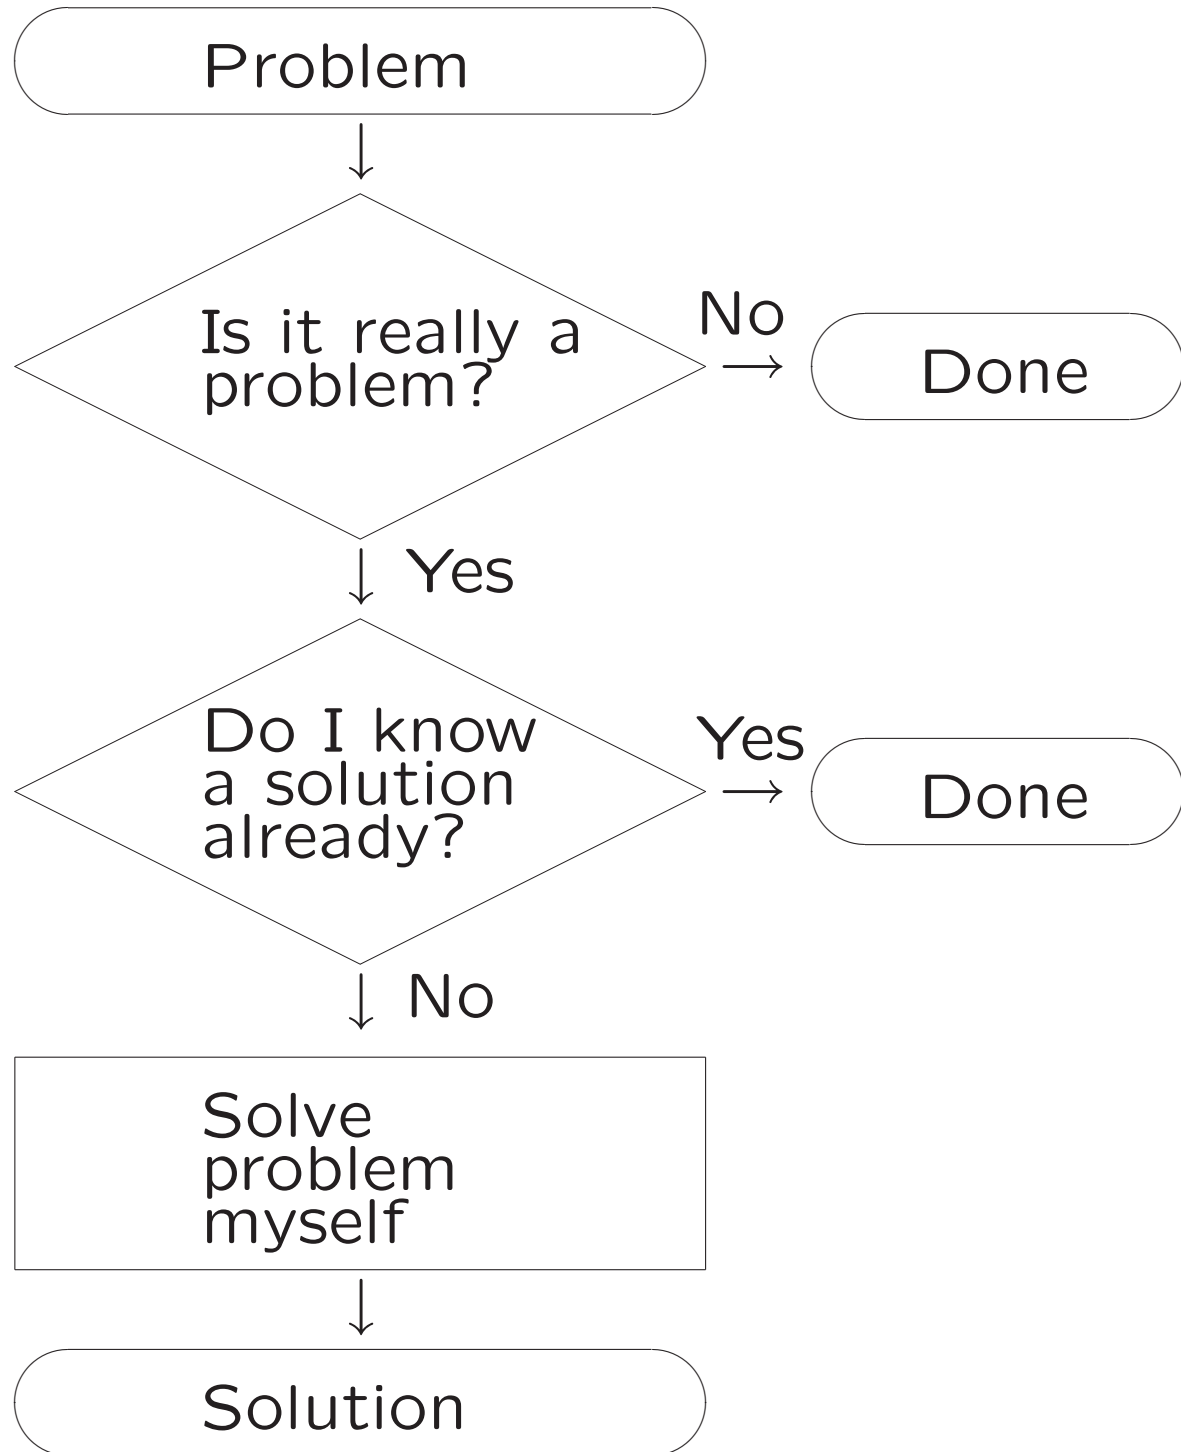 Problem
Is it really a
problem?
No
Done
Yes
Do I know
a solution
already?
Yes
Done
No
Solve
problem
myself
Solution